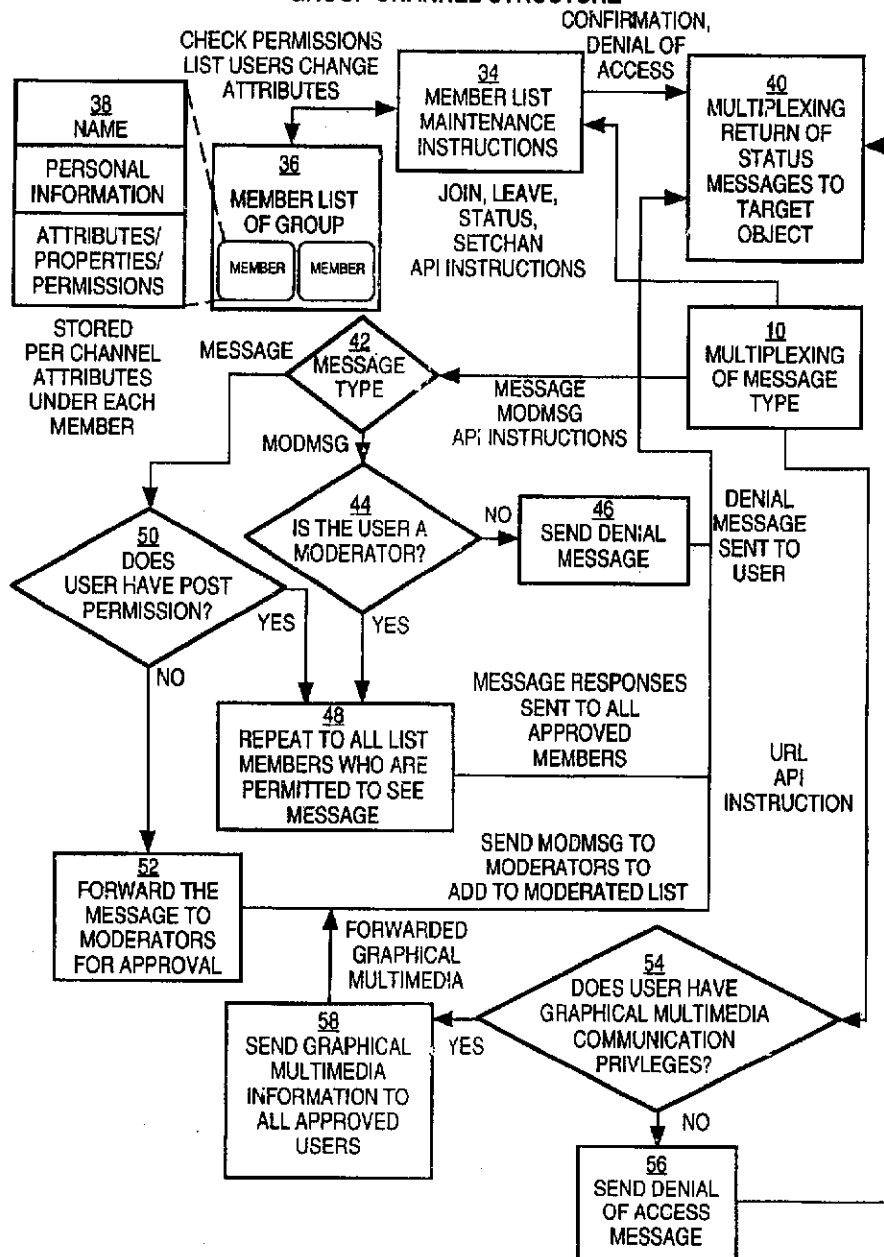 GROUP CHANNEL STRUCTURE
CONFIRMATION,
DENIAL OF
ACCESS
CHECK PERMISSIONS
LIST USERS CHANGE
ATTRIBUTES
34
MEMBER LIST
MAINTENANCE
INSTRUCTIONS
40
MULTIPLEXING
RETURN OF
STATUS
MESSAGES TO
TARGET
OBJECT
38
NAME
PERSONAL
INFORMATION
ATTRIBUTES/
PROPERTIES/
PERMISSIONS
36
MEMBER LIST
OF GROUP
MEMBER
MEMBER
JOIN, LEAVE,
STATUS,
SETCHAN
API INSTRUCTIONS
STORED
PER CHANNEL
ATTRIBUTES
UNDER EACH
MEMBER
MESSAGE
42
MESSAGE
TYPE
10
MULTIPLEXING
OF MESSAGE
TYPE
MESSAGE
MODMSG
API INSTRUCTIONS
MODMSG
44
IS THE USER A
MODERATOR?
NO
46
SEND DENIAL
MESSAGE
DENIAL
MESSAGE
SENT TO
USER
50
DOES
USER HAVE POST
PERMISSION?
YES
YES
NO
48
REPEAT TO ALL LIST
MEMBERS WHO ARE
PERMITTED TO SEE
MESSAGE
MESSAGE RESPONSES
SENT TO ALL
APPROVED
MEMBERS
URL
API
INSTRUCTION
52
FORWARD THE
MESSAGE TO
MODERATORS
FOR APPROVAL
SEND MODMSG TO
MODERATORS TO
ADD TO MODERATED LIST
FORWARDED
GRAPHICAL
MULTIMEDIA
54
DOES USER HAVE
GRAPHICAL MULTIMEDIA
COMMUNICATION
PRIVLEGES?
YES
58
SEND GRAPHICAL
MULTIMEDIA
INFORMATION TO
ALL APPROVED
USERS
NO
56
SEND DENIAL
OF ACCESS
MESSAGE